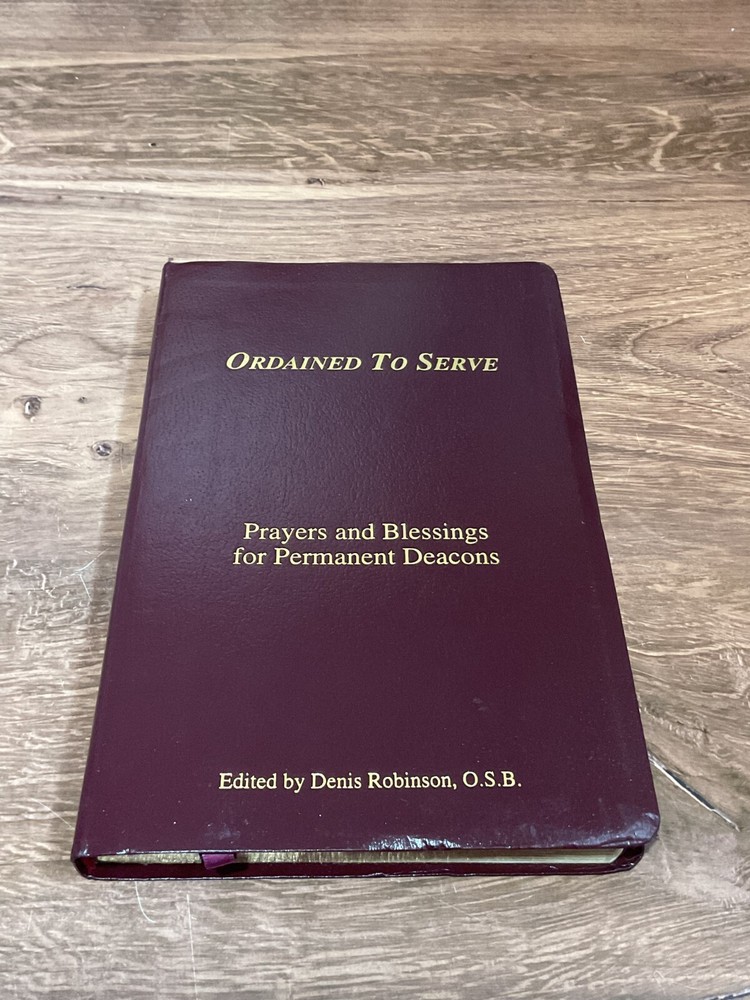 Ordained To Serve
Prayers and Blessings
for Permanent Deacons
Edited by Denis Robinson, O.S.B.